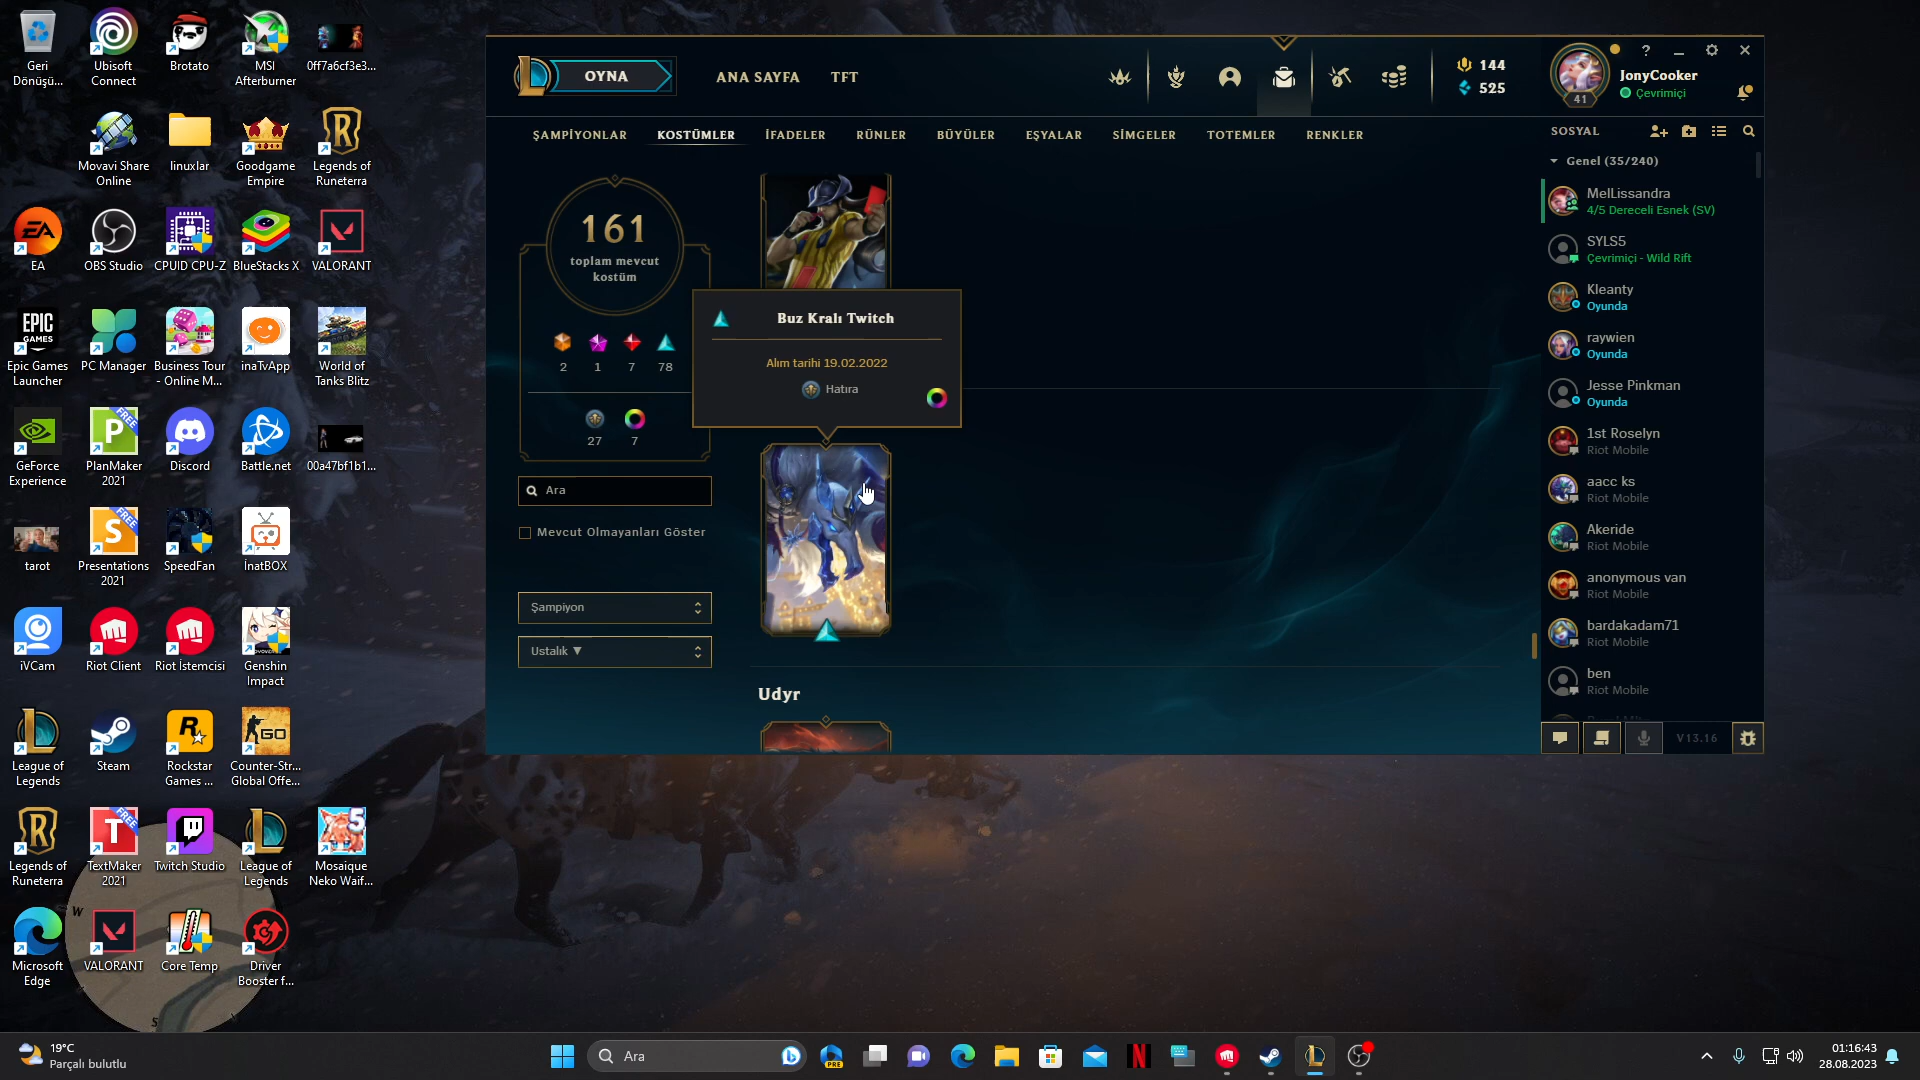 Geri
Dönüşü...
Ubisoft
Connect
Brotato
MSI
Afterburner
0ff7a6cf3e3...
Movavi Share
Online
linuxlar
Goodgame
Empire
Legends of
Runeterra
EA
OBS Studio
CPUID CPU-Z
BlueStacks X
VALORANT
Epic Games
Launcher
PC Manager
Business Tour
- Online M...
inaTvApp
World of
Tanks Blitz
GeForce
Experience
PlanMaker
2021
Discord
Battle.net
00a47bf1b1...
tarot
Presentations
2021
SpeedFan
İnatBOX
iVCam
Riot Client
Riot İstemcisi
Genshin
Impact
League of
Legends
Steam
Rockstar
Games ...
Counter-Str...
Global Offe...
Legends of
Runeterra
TextMaker
2021
Twitch Studio
League of
Legends
Mosaique
Neko Waif...
Microsoft
Edge
VALORANT
Core Temp
Driver
Booster f...
OYNA
ANA SAYFA
TFT
144
525
41
JonyCooker
Çevrimiçi
ŞAMPİYONLAR
KOSTÜMLER
İFADELER
RÜNLER
BÜYÜLER
EŞYALAR
SİMGELER
TOTEMLER
RENKLER
161
toplam mevcut
kostüm
2
1
7
78
27
7
Ara
Mevcut Olmayanları Göster
Şampiyon
Ustalık ▼
Buz Kralı Twitch
Alım tarihi 19.02.2022
Hatıra
Udyr
SOSYAL
Genel (35/240)
MelLissandra
4/5 Dereceli Esnek (SV)
SYLS5
Çevrimiçi - Wild Rift
Kleanty
Oyunda
raywien
Oyunda
Jesse Pinkman
Oyunda
1st Roselyn
Riot Mobile
aacc ks
Riot Mobile
Akeride
Riot Mobile
anonymous van
Riot Mobile
bardakadam71
Riot Mobile
ben
Riot Mobile
V13.16
19°C
Parçalı bulutlu
Ara
01:16:43
28.08.2023